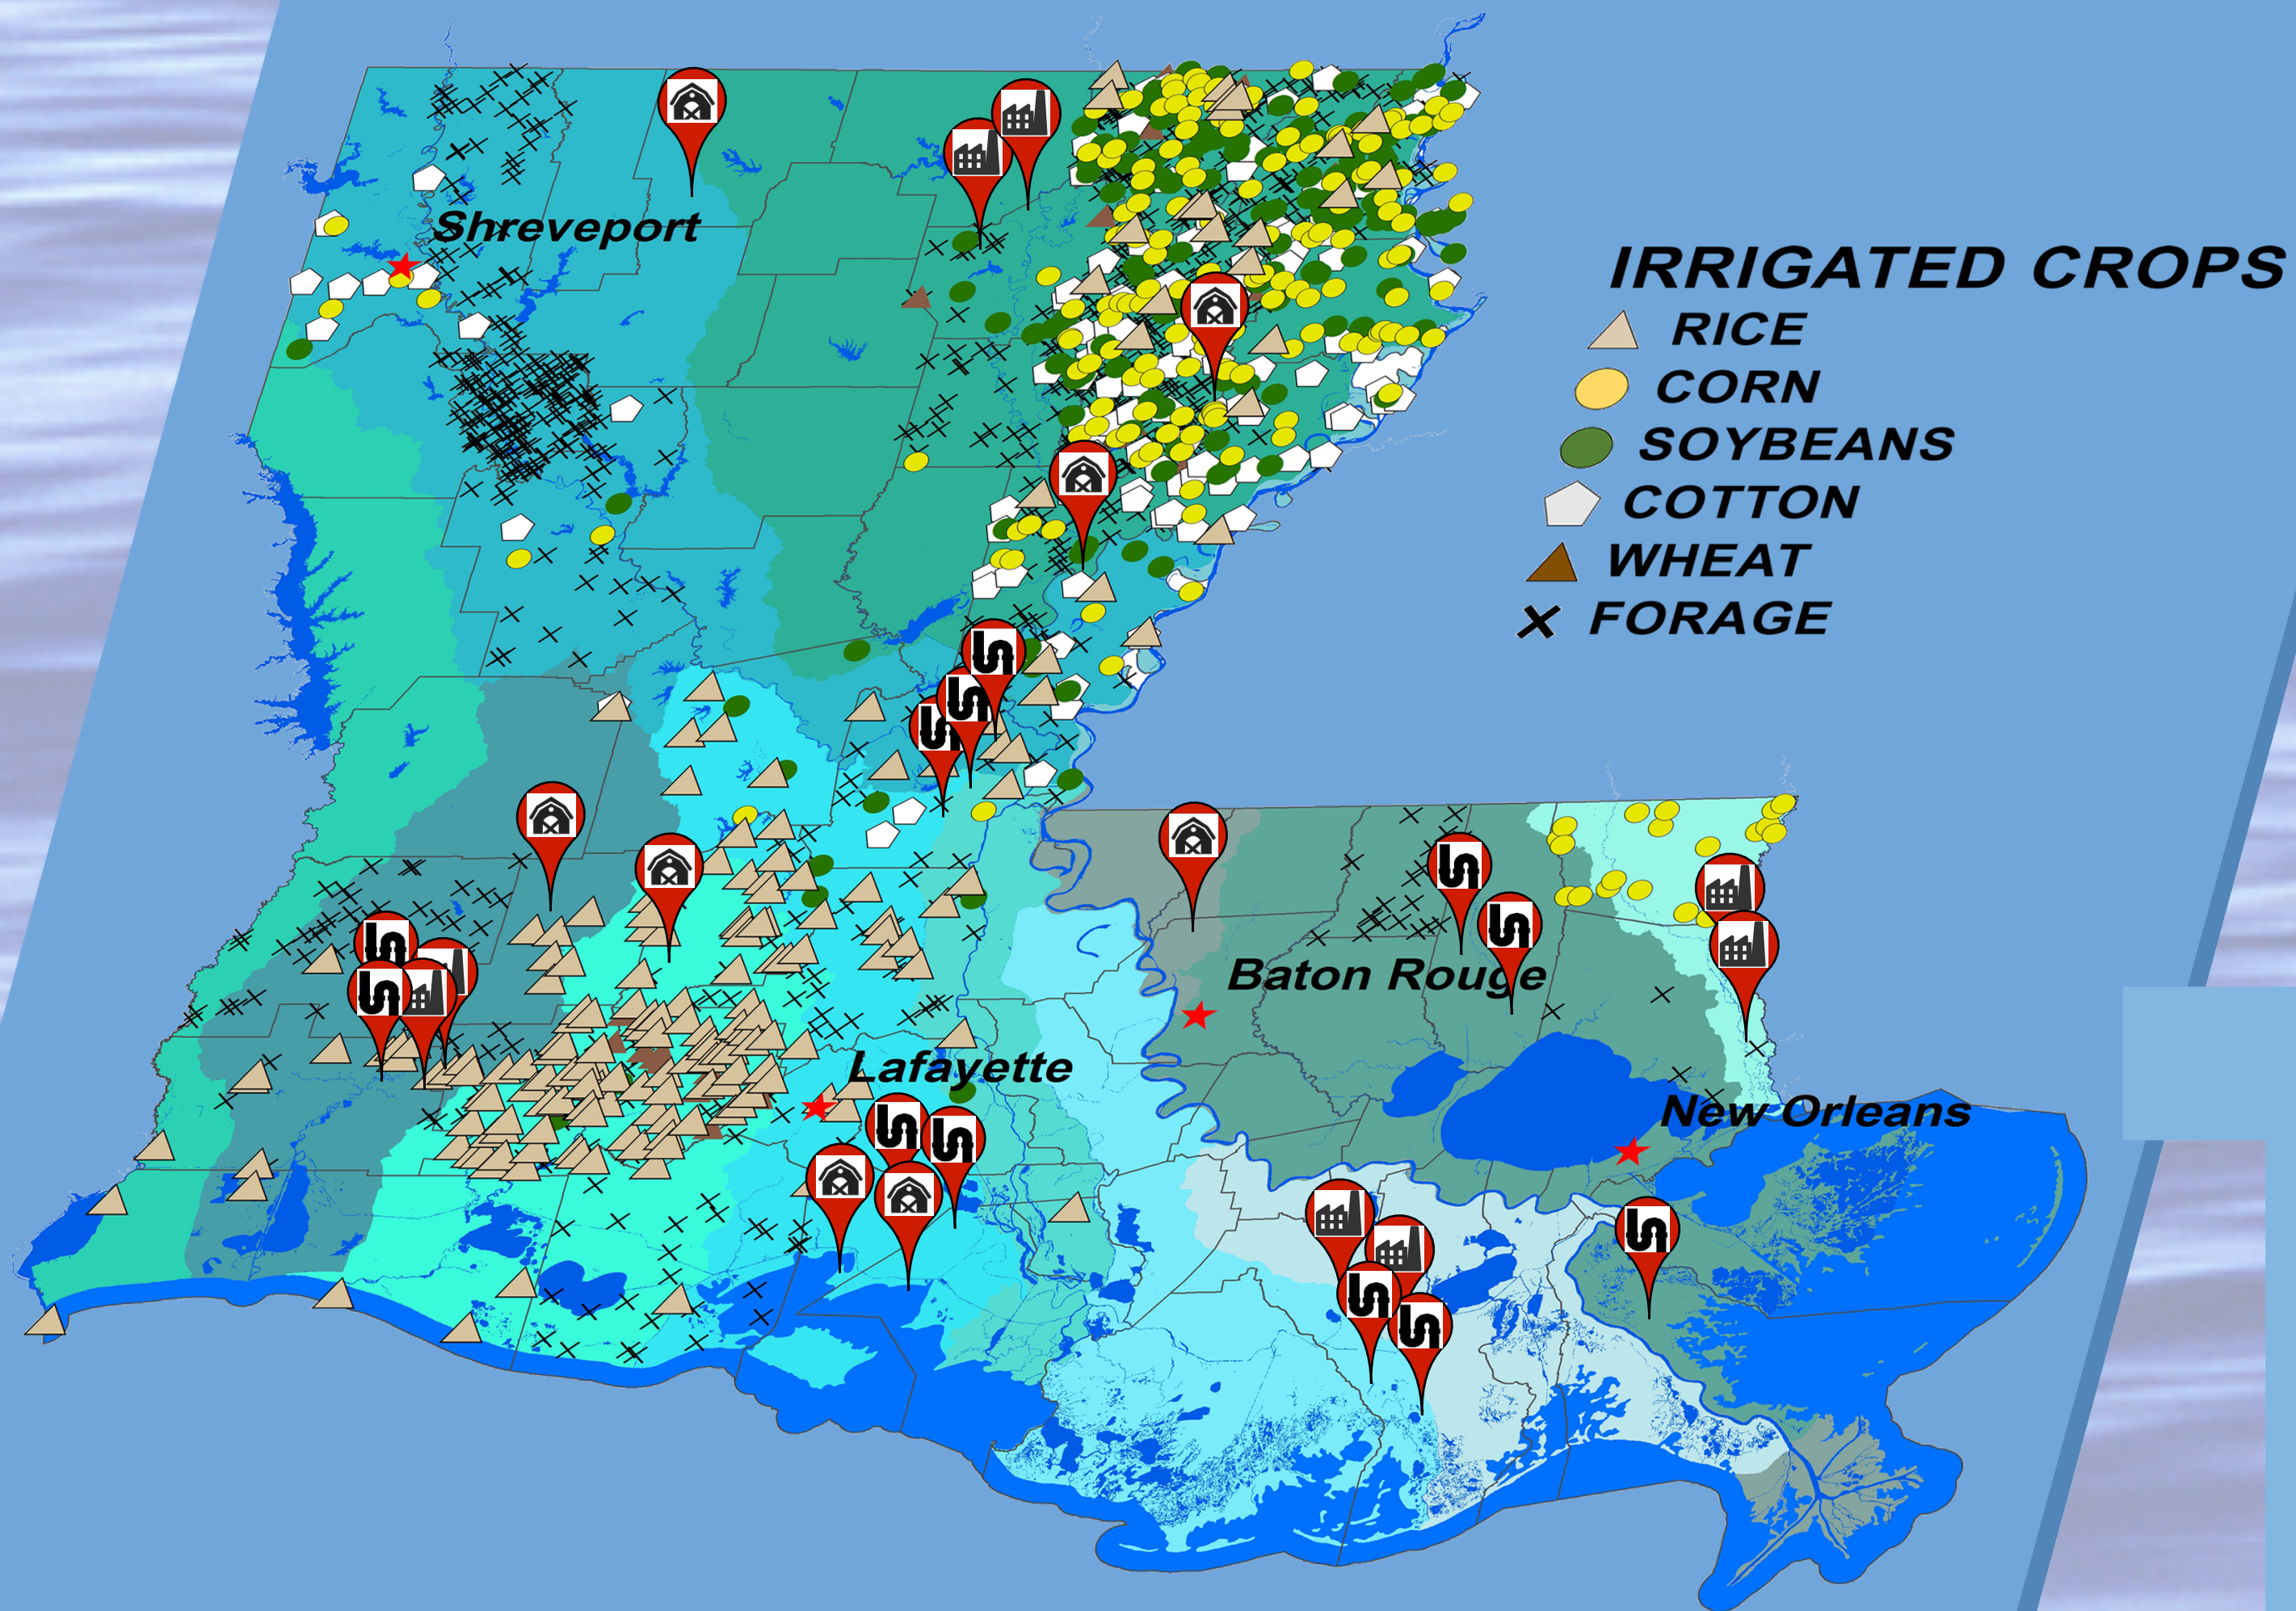 Shreveport
IRRIGATED CROPS
RICE
CORN
SOYBEANS
COTTON
WHEAT
FORAGE
Baton Rouge
Lafayette
New Orleans